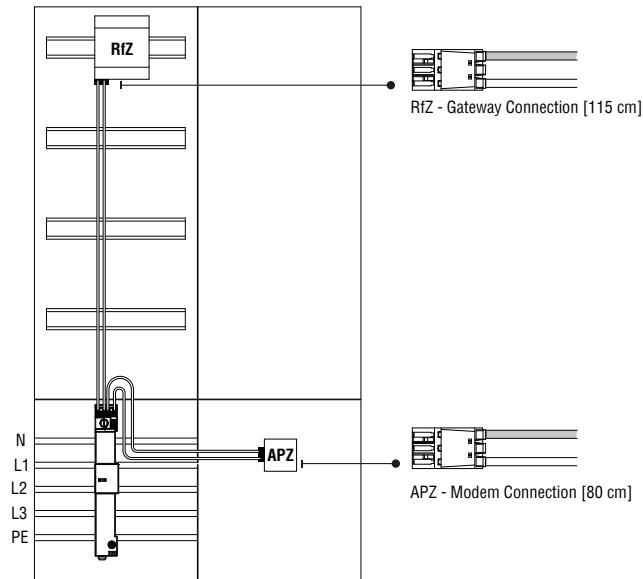 RfZ
RfZ - Gateway Connection [115 cm]
N
L1
APZ
L2
APZ - Modem Connection [80 cm]
L3
PE